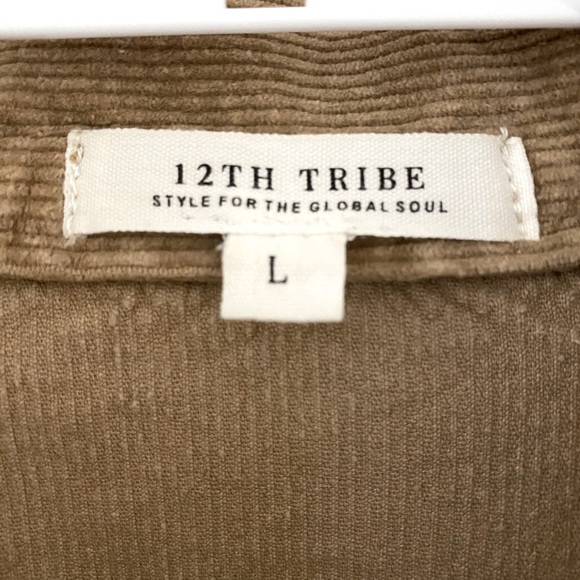 12TH TRIBE
STYLE FOR THE GLOBAL SOUL
L